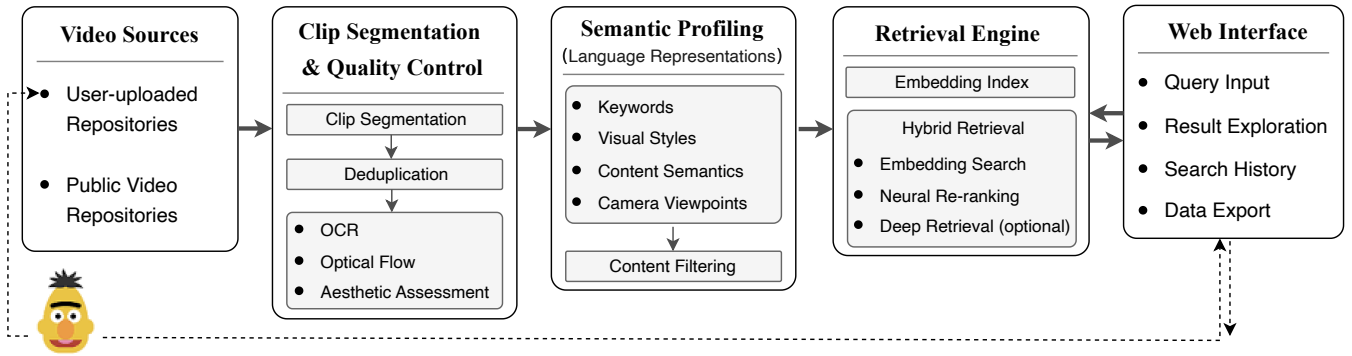 Video Sources
User-uploaded
Repositories
Public Video
Repositories
Clip Segmentation
& Quality Control
Clip Segmentation
Deduplication
OCR
Optical Flow
Aesthetic Assessment
Semantic Profiling
(Language Representations)
Keywords
Visual Styles
Content Semantics
Camera Viewpoints
Content Filtering
Retrieval Engine
Embedding Index
Hybrid Retrieval
Embedding Search
Neural Re-ranking
Deep Retrieval (optional)
Web Interface
Query Input
Result Exploration
Search History
Data Export